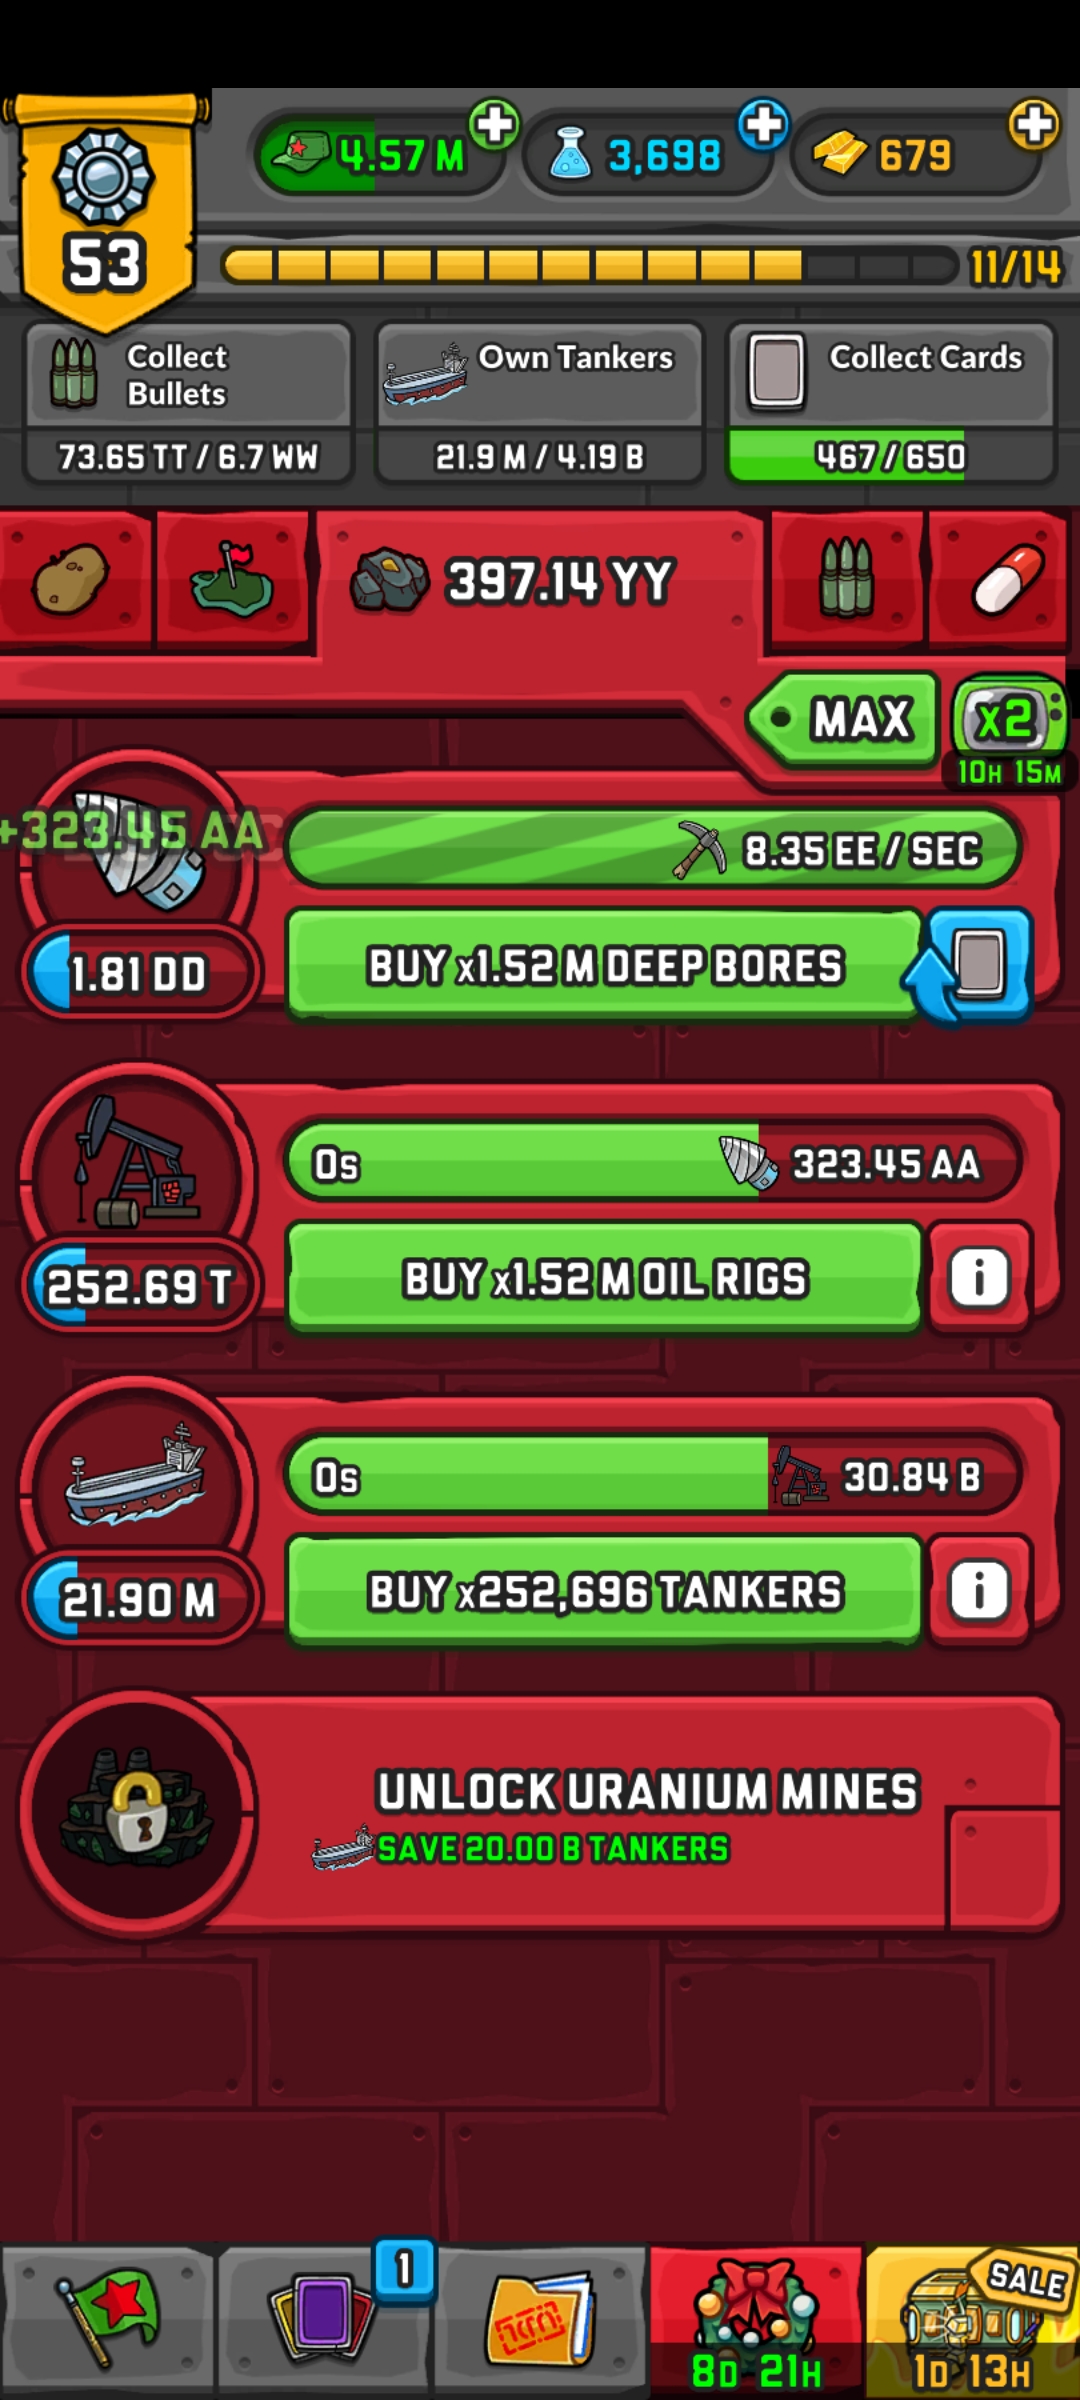 4.57 M
3,698
679
53
11/14
Collect
Bullets
Own Tankers
Collect Cards
73.65 TT / 6.7 WW
21.9 M / 4.19 B
467 / 650
397.14 YY
MAX
x2
10H 15M
+323.45 AA
8.35 EE / SEC
1.81 DD
BUY x1.52 M DEEP BORES
0s
323.45 AA
252.69 T
BUY x1.52 M OIL RIGS
i
0s
30.84 B
21.90 M
BUY x252,696 TANKERS
i
UNLOCK URANIUM MINES
SAVE 20.00 B TANKERS
1
SALE
8D 21H
1D 13H